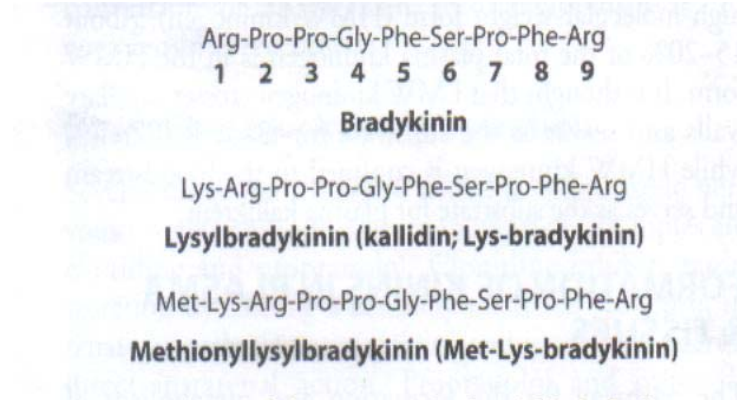 Arg-Pro-Pro-Gly-Phe-Ser-Pro-Phe-Arg
1 2 3 4 5 6 7 8 9
Bradykinin
Lys-Arg-Pro-Pro-Gly-Phe-Ser-Pro-Phe-Arg
Lysylbradykinin (kallidin; Lys-bradykinin)
Met-Lys-Arg-Pro-Pro-Gly-Phe-Ser-Pro-Phe-Arg
Methionyllysylbradykinin (Met-Lys-bradykinin)